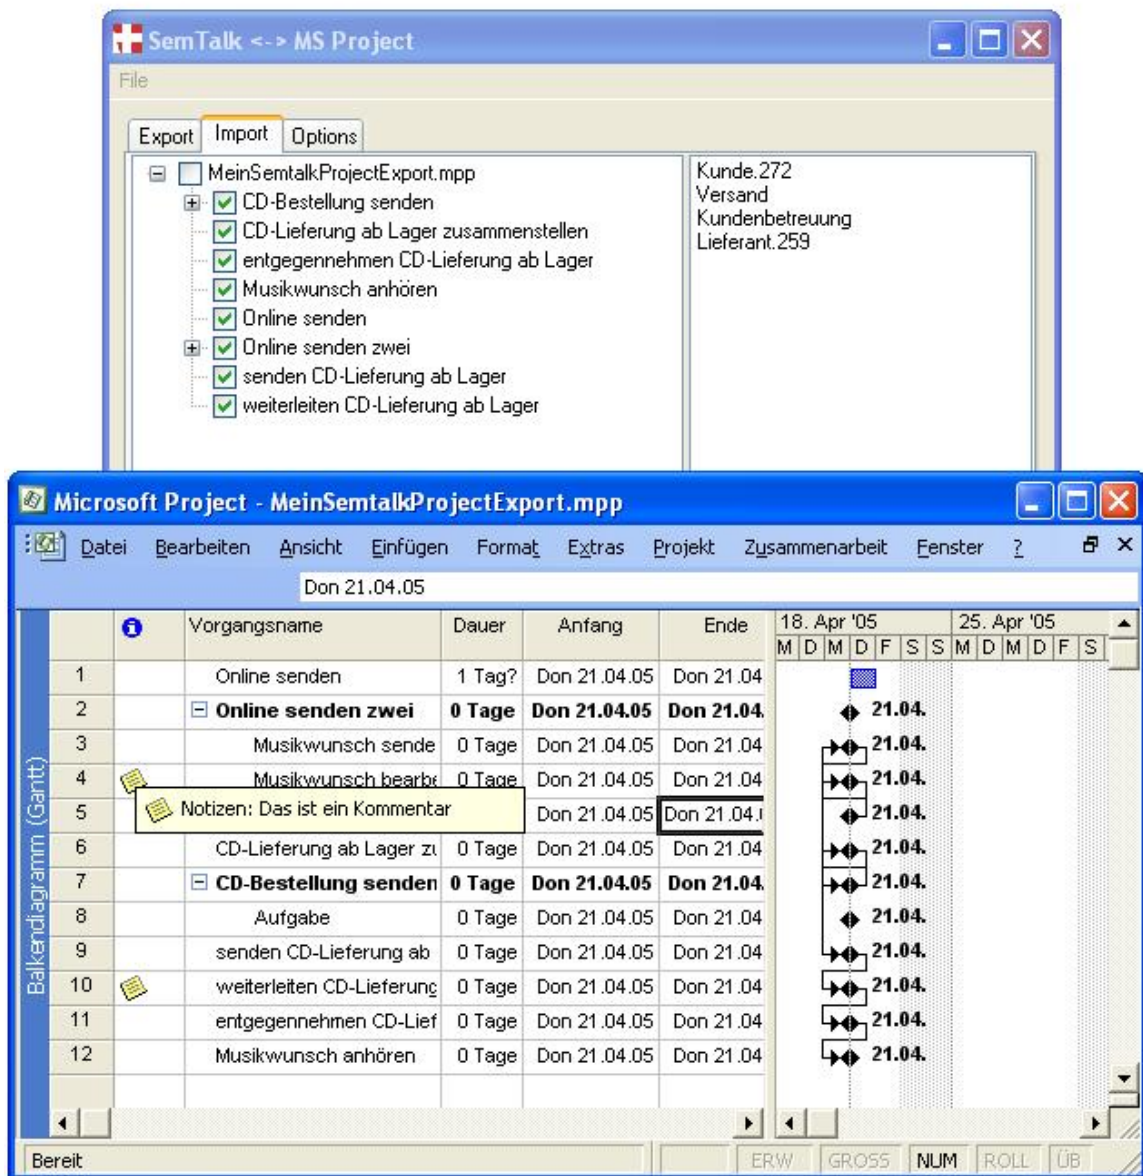 SemTalk <-> MS Project
File
Export Import Options
MeinSemtalkProjectExport.mpp
CD-Bestellung senden
CD-Lieferung ab Lager zusammenstellen
entgegennehmen CD-Lieferung ab Lager
Musikwunsch anhören
Online senden
Online senden zwei
senden CD-Lieferung ab Lager
weiterleiten CD-Lieferung ab Lager
Kunde.272
Versand
Kundenbetreuung
Lieferant.259
Microsoft Project - MeinSemtalkProjectExport.mpp
Datei Bearbeiten Ansicht Einfügen Format Extras Projekt Zusammenarbeit Fenster ?
Don 21.04.05
Vorgangsname Dauer Anfang Ende 18. Apr '05 25. Apr '05
M D M D F S S M D M D F S
1 Online senden 1 Tag? Don 21.04.05 Don 21.04
2 Online senden zwei 0 Tage Don 21.04.05 Don 21.04. 21.04.
3 Musikwunsch sende 0 Tage Don 21.04.05 Don 21.04 21.04.
4 Musikwunsch bearbe 0 Tage Don 21.04.05 Don 21.04 21.04.
5 Notizen: Das ist ein Kommentar Don 21.04.05 Don 21.04. 21.04.
6 CD-Lieferung ab Lager zu 0 Tage Don 21.04.05 Don 21.04 21.04.
7 CD-Bestellung senden 0 Tage Don 21.04.05 Don 21.04. 21.04.
8 Aufgabe 0 Tage Don 21.04.05 Don 21.04 21.04.
9 senden CD-Lieferung ab 0 Tage Don 21.04.05 Don 21.04 21.04.
10 weiterleiten CD-Lieferung 0 Tage Don 21.04.05 Don 21.04 21.04.
11 entgegennehmen CD-Lief 0 Tage Don 21.04.05 Don 21.04 21.04.
12 Musikwunsch anhören 0 Tage Don 21.04.05 Don 21.04 21.04.
Balkendiagramm (Gantt)
Bereit ERW GROSS NUM ROLL ÜB